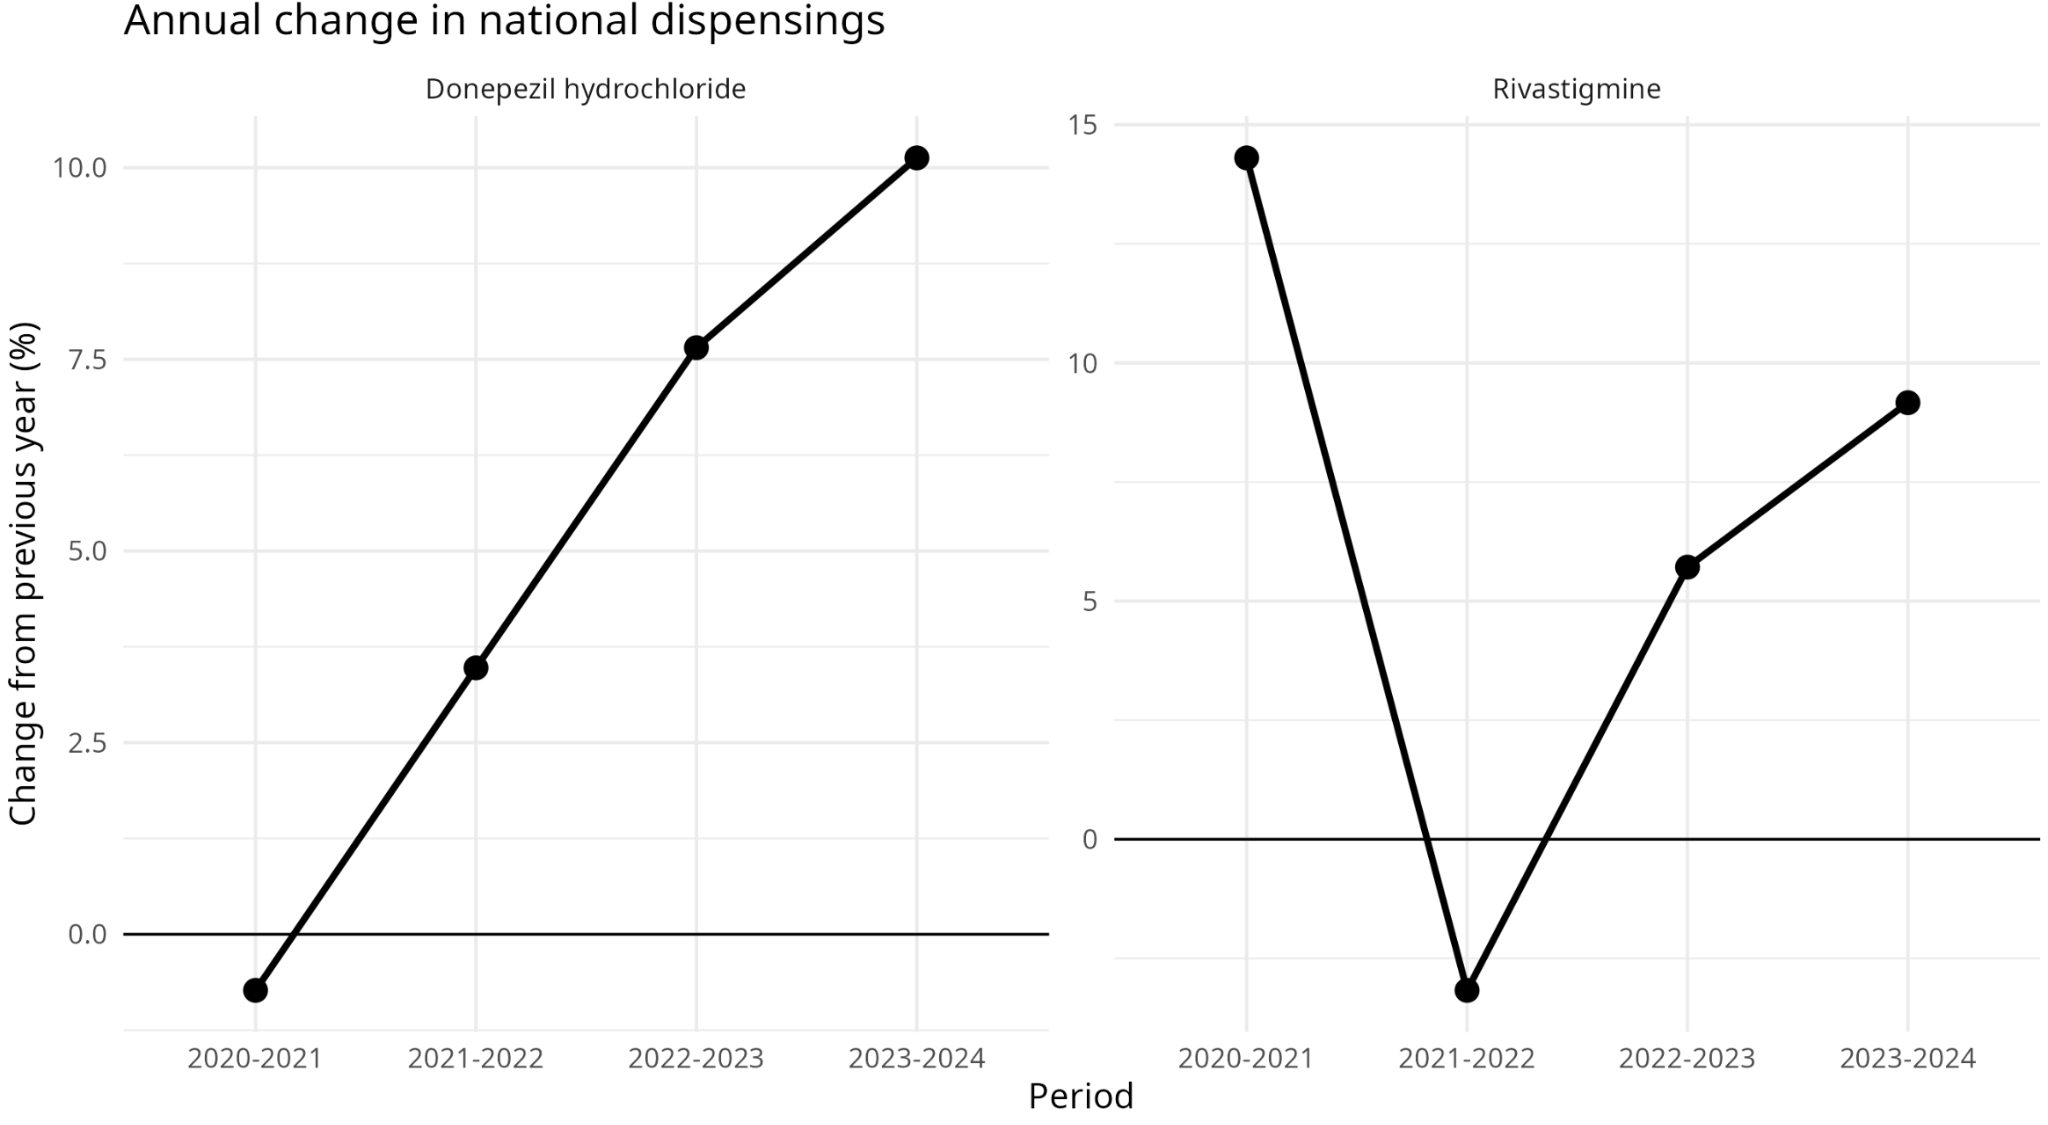 Annual change in national dispensings
Donepezil hydrochloride
Rivastigmine
Change from previous year (%)
10.0
7.5
5.0
2.5
0.0
15
10
5
0
2020-2021 2021-2022 2022-2023 2023-2024
2020-2021 2021-2022 2022-2023 2023-2024
Period